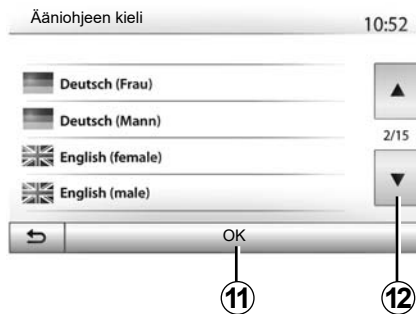 Ääniohjeen kieli
10:52
Deutsch (Frau)
Deutsch (Mann)
2/15
English (female)
English (male)
OK
11
12